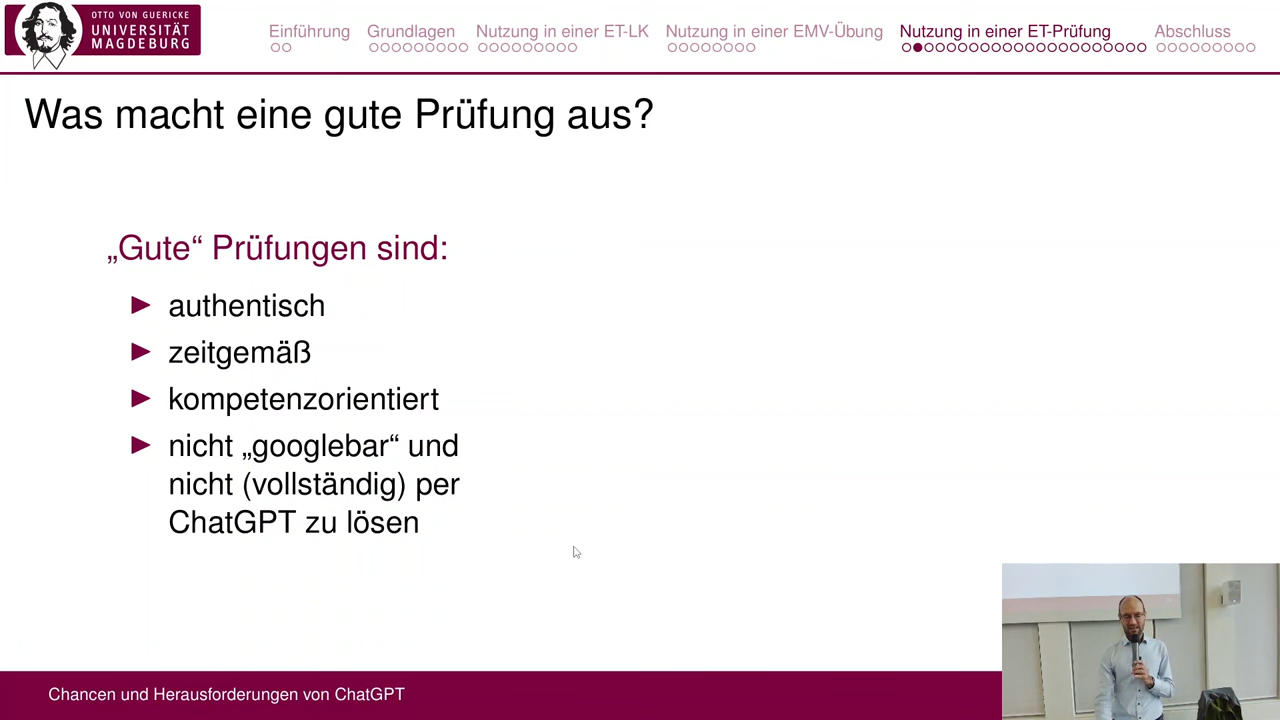 OTTO VON GUERICKE
UNIVERSITÄT
MAGDEBURG
Einführung
Grundlagen
Nutzung in einer ET-LK
Nutzung in einer EMV-Übung
Nutzung in einer ET-Prüfung
Abschluss
Was macht eine gute Prüfung aus?
„Gute“ Prüfungen sind:
authentisch
zeitgemäß
kompetenzorientiert
nicht „googlebar“ und
nicht (vollständig) per
ChatGPT zu lösen
Chancen und Herausforderungen von ChatGPT